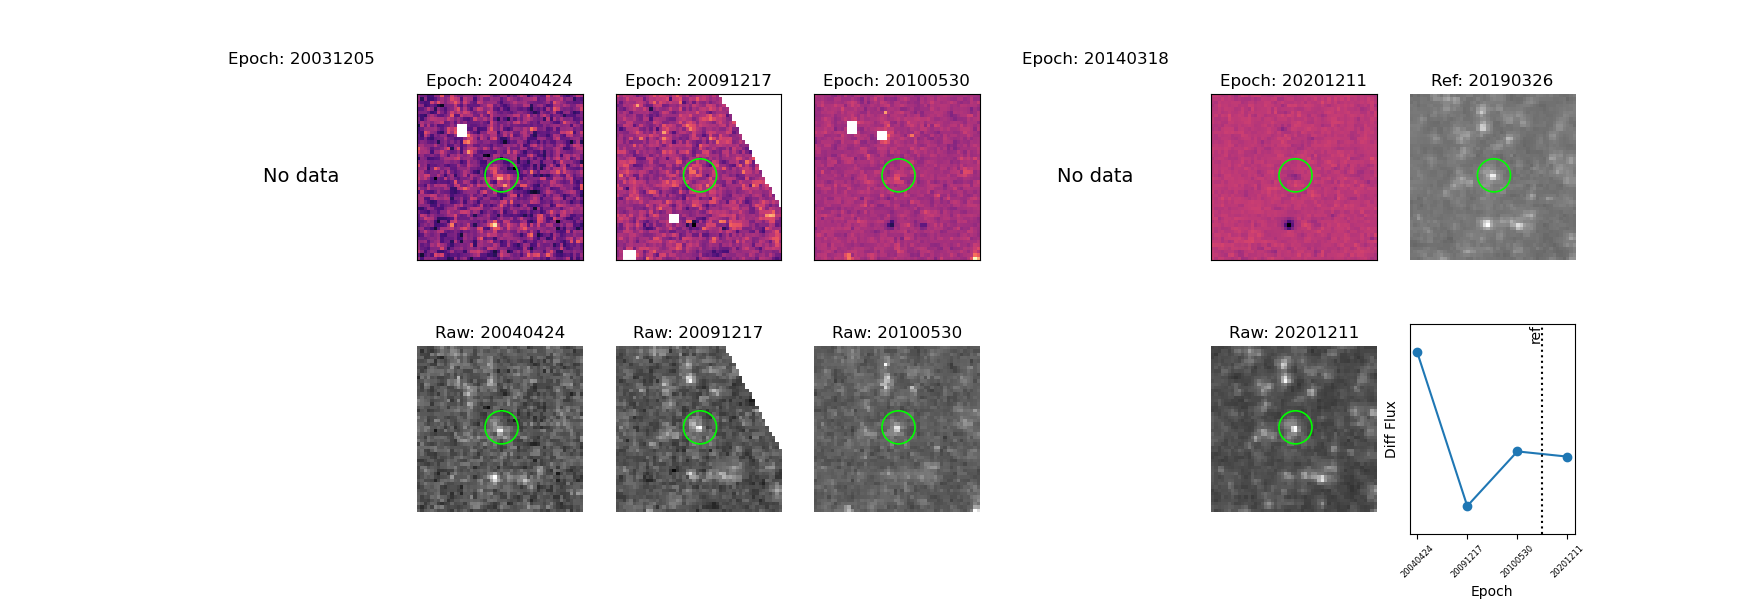 Epoch: 20031205
Epoch: 20140318
Epoch: 20040424
Epoch: 20091217
Epoch: 20100530
Epoch: 20201211
Ref: 20190326
No data
No data
Raw: 20040424
Raw: 20091217
Raw: 20100530
Raw: 20201211
ref
Diff Flux
20040424
20091217
20100530
20201211
Epoch